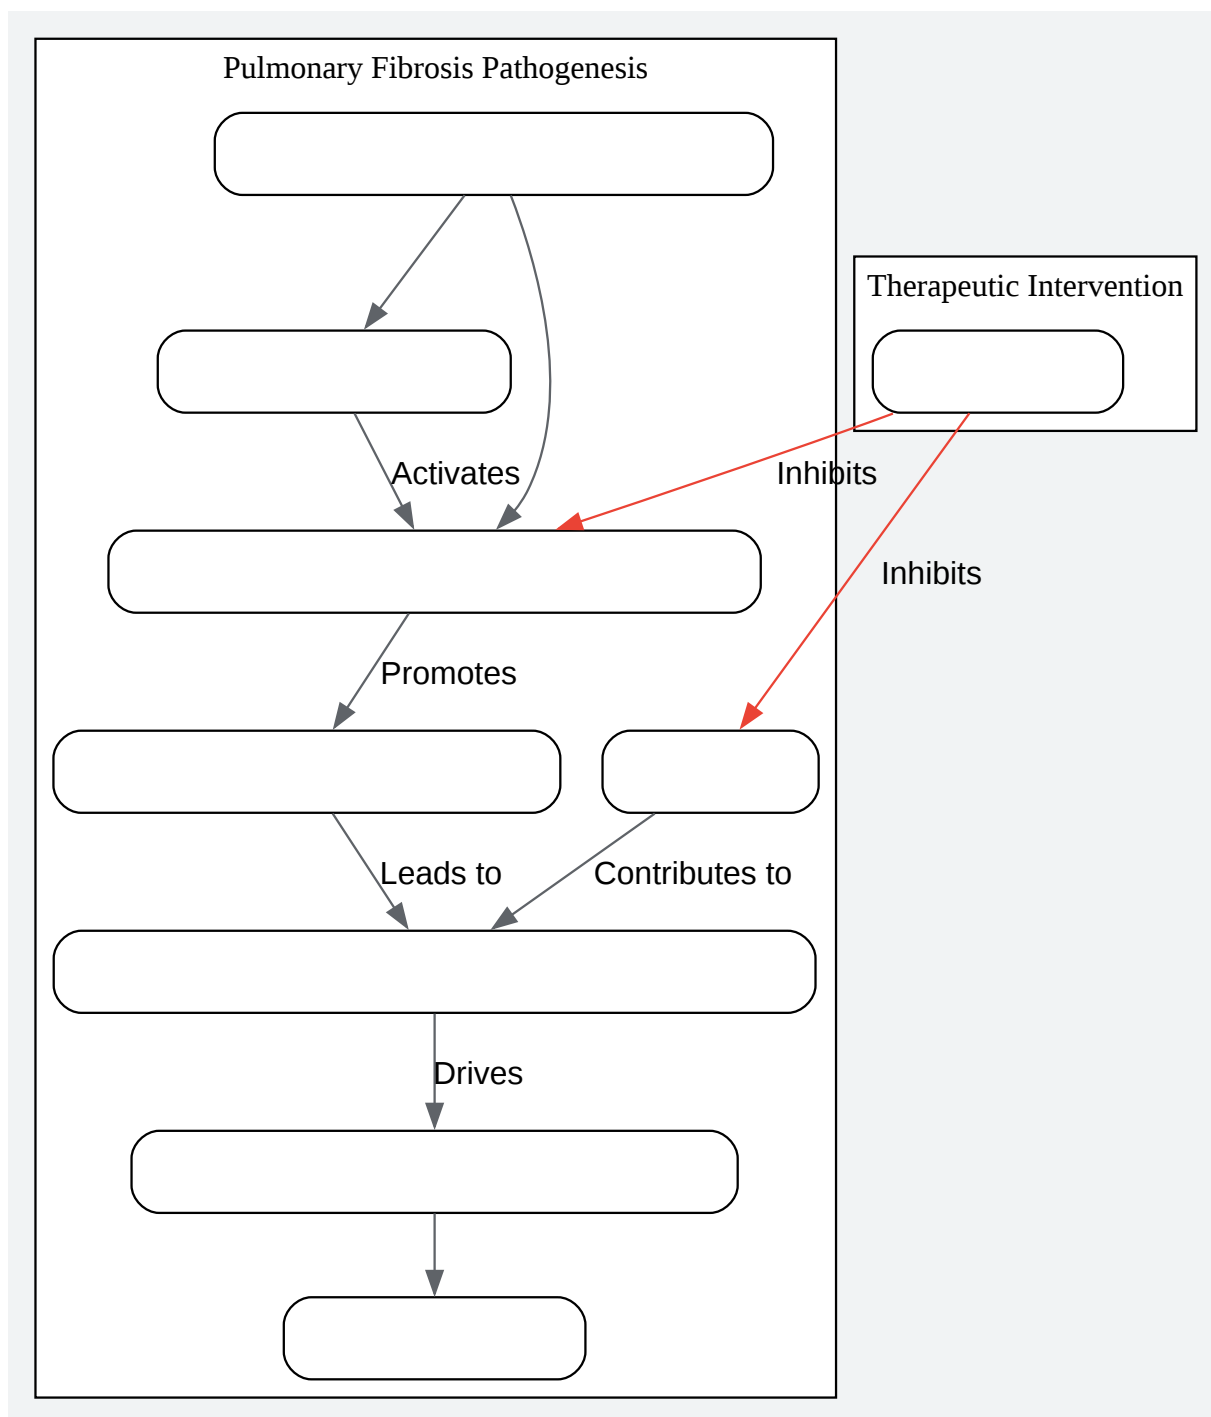 Pulmonary Fibrosis Pathogenesis
Therapeutic Intervention
Activates
Inhibits
Inhibits
Promotes
Leads to
Contributes to
Drives